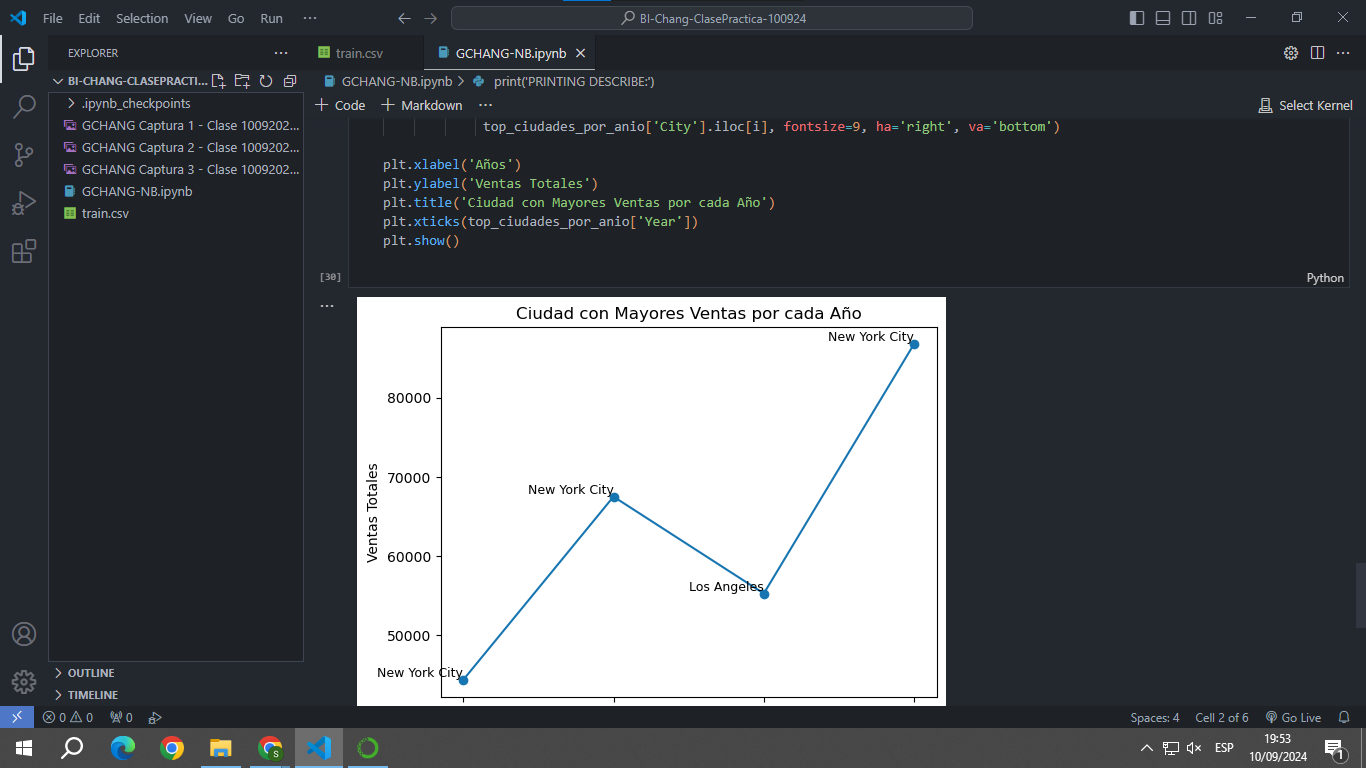 File Edit Selection View Go Run ···
BI-Chang-ClasePractica-100924
EXPLORER ···
BI-CHANG-CLASEPRACTI...
.ipynb_checkpoints
GCHANG Captura 1 - Clase 1009202...
GCHANG Captura 2 - Clase 1009202...
GCHANG Captura 3 - Clase 1009202...
GCHANG-NB.ipynb
train.csv
OUTLINE
TIMELINE
train.csv
GCHANG-NB.ipynb
GCHANG-NB.ipynb > print('PRINTING DESCRIBE:')
+ Code + Markdown ···
Select Kernel
top_ciudades_por_anio['City'].iloc[i], fontsize=9, ha='right', va='bottom')
plt.xlabel('Años')
plt.ylabel('Ventas Totales')
plt.title('Ciudad con Mayores Ventas por cada Año')
plt.xticks(top_ciudades_por_anio['Year'])
plt.show()
[30]
Python
Ciudad con Mayores Ventas por cada Año
New York City
80000
70000
New York City
Ventas Totales
60000
Los Angeles
50000
New York City
0 0 0
Spaces: 4 Cell 2 of 6 Go Live
ESP
19:53
10/09/2024
1